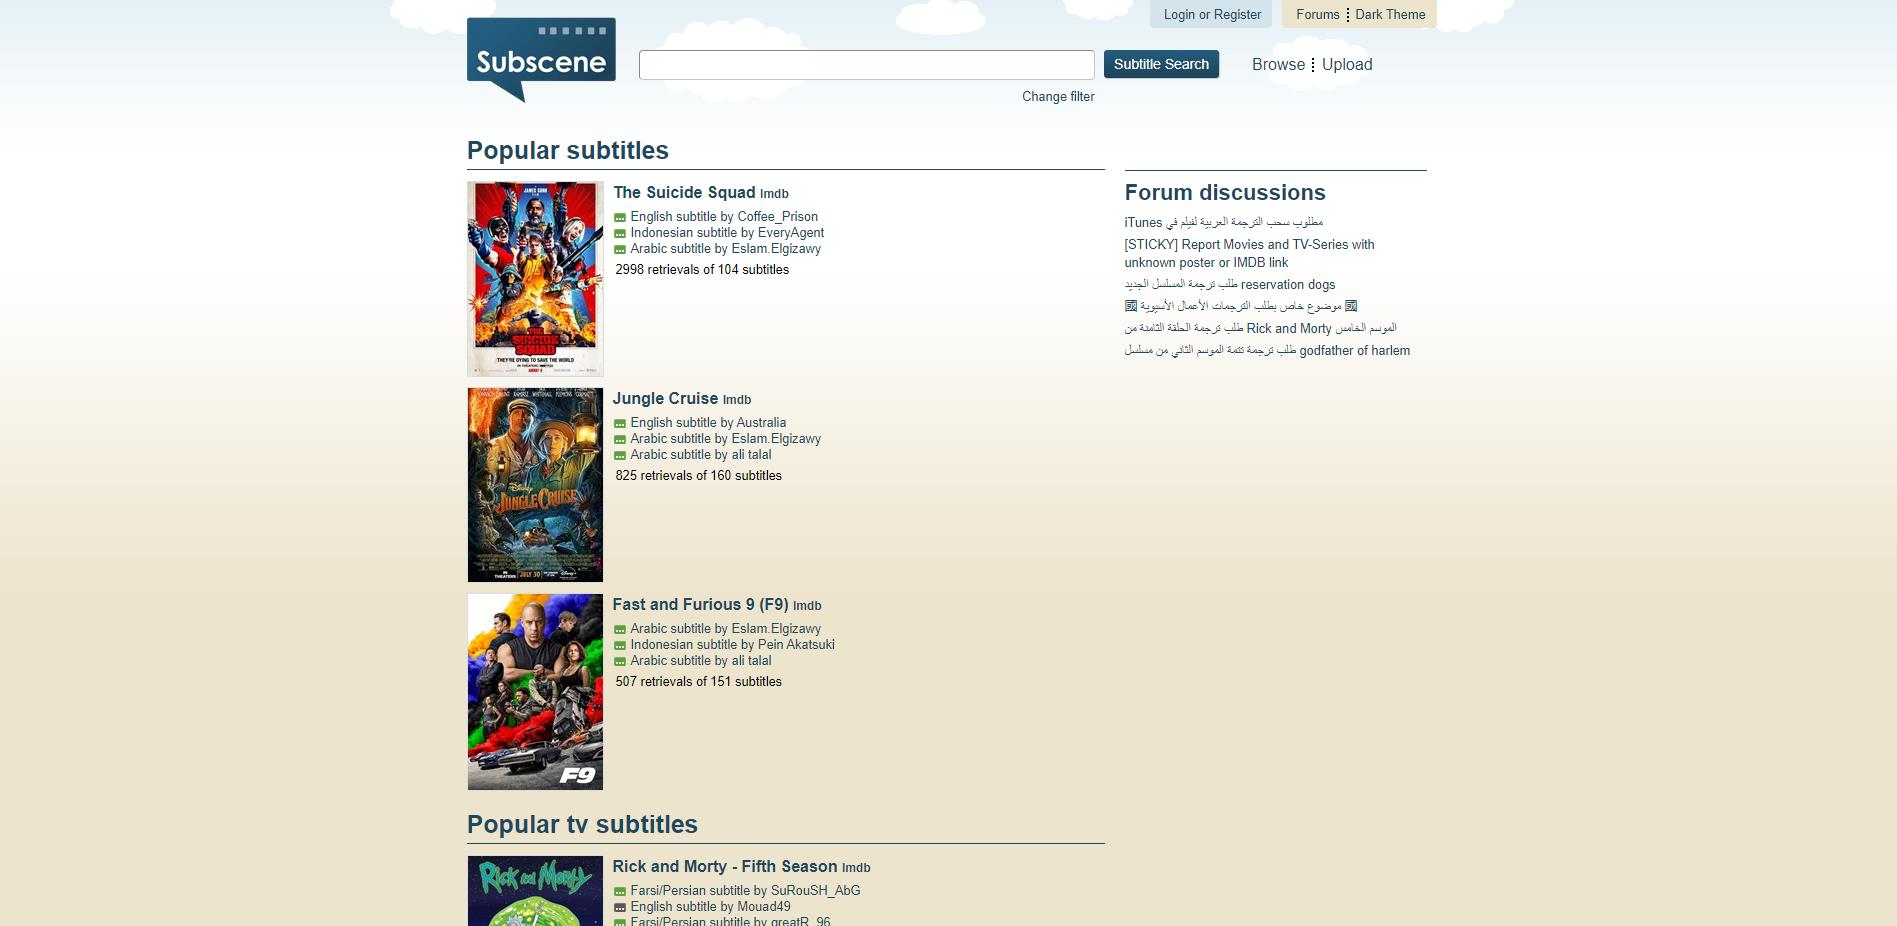 Login or Register
Forums
Dark Theme
Subscene
Subtitle Search
Browse
Upload
Change filter
Popular subtitles
JAMES GUNN
THE SUICIDE SQUAD
THEY'RE DYING TO SAVE THE WORLD
The Suicide Squad Imdb
English subtitle by Coffee_Prison
Indonesian subtitle by EveryAgent
Arabic subtitle by Eslam.Elgizawy
2998 retrievals of 104 subtitles
Disney
JUNGLE CRUISE
IN THEATERS JULY 30
Jungle Cruise Imdb
English subtitle by Australia
Arabic subtitle by Eslam.Elgizawy
Arabic subtitle by ali talal
825 retrievals of 160 subtitles
F9
Fast and Furious 9 (F9) Imdb
Arabic subtitle by Eslam.Elgizawy
Indonesian subtitle by Pein Akatsuki
Arabic subtitle by ali talal
507 retrievals of 151 subtitles
Popular tv subtitles
Rick and Morty
Rick and Morty - Fifth Season Imdb
Farsi/Persian subtitle by SuRouSH_AbG
English subtitle by Mouad49
Farsi/Persian subtitle by greatR_96
Forum discussions
مطلوب سحب الترجمة العربية لفيلم في iTunes
[STICKY] Report Movies and TV-Series with
unknown poster or IMDB link
طلب ترجمة المسلسل الجديد reservation dogs
🈺 موضوع خاص بطلب الترجمات الأعمال الأسيوية 🈺
طلب ترجمة الحلقة الثامنة من Rick and Morty الموسم الخامس
طلب ترجمة تتمة الموسم الثاني من مسلسل godfather of harlem